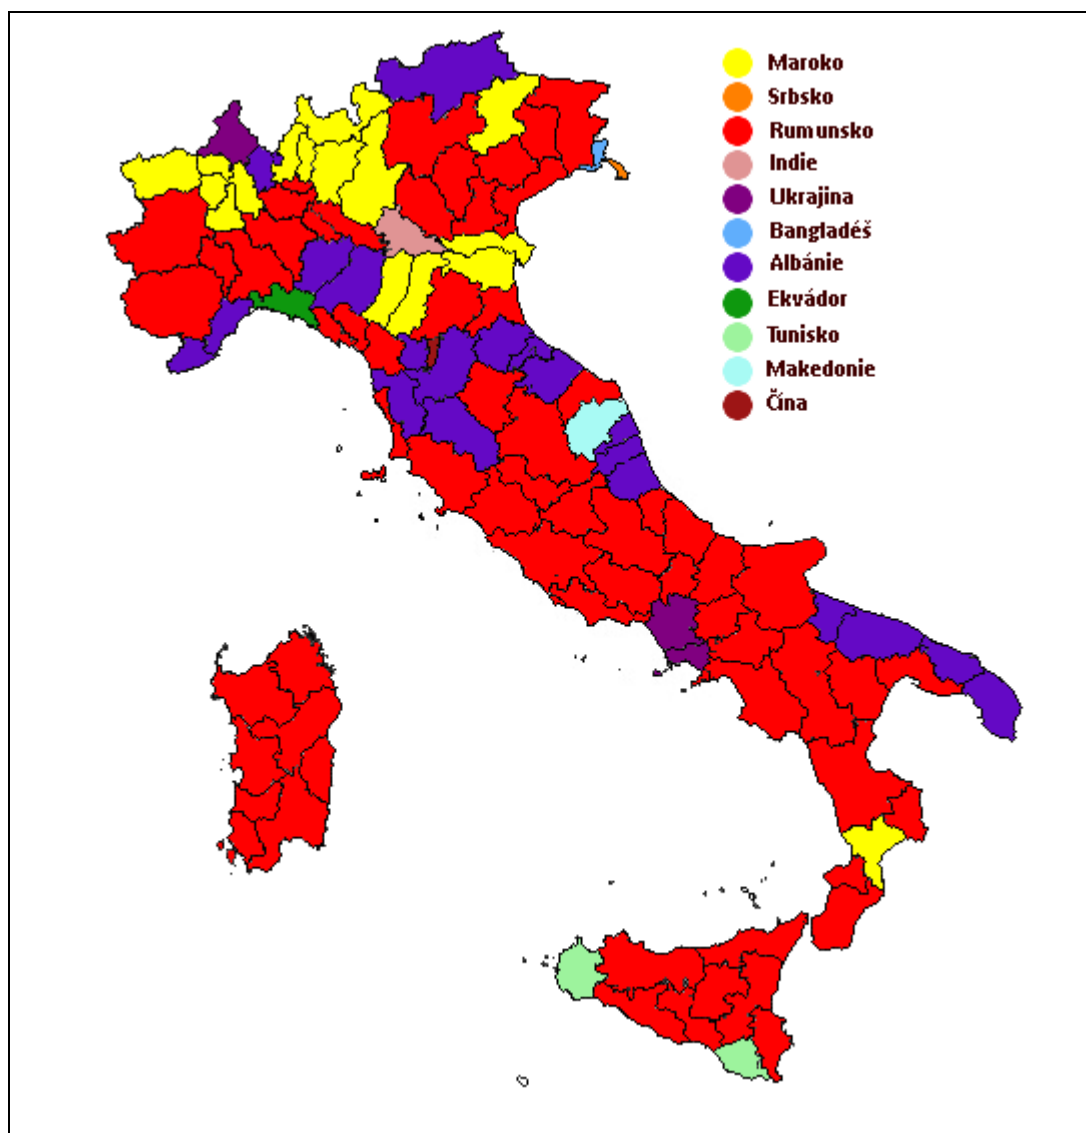 Maroko
Srbsko
Rumunsko
Indie
Ukrajina
Bangladéš
Albánie
Ekvádor
Tunisko
Makedonie
Čína